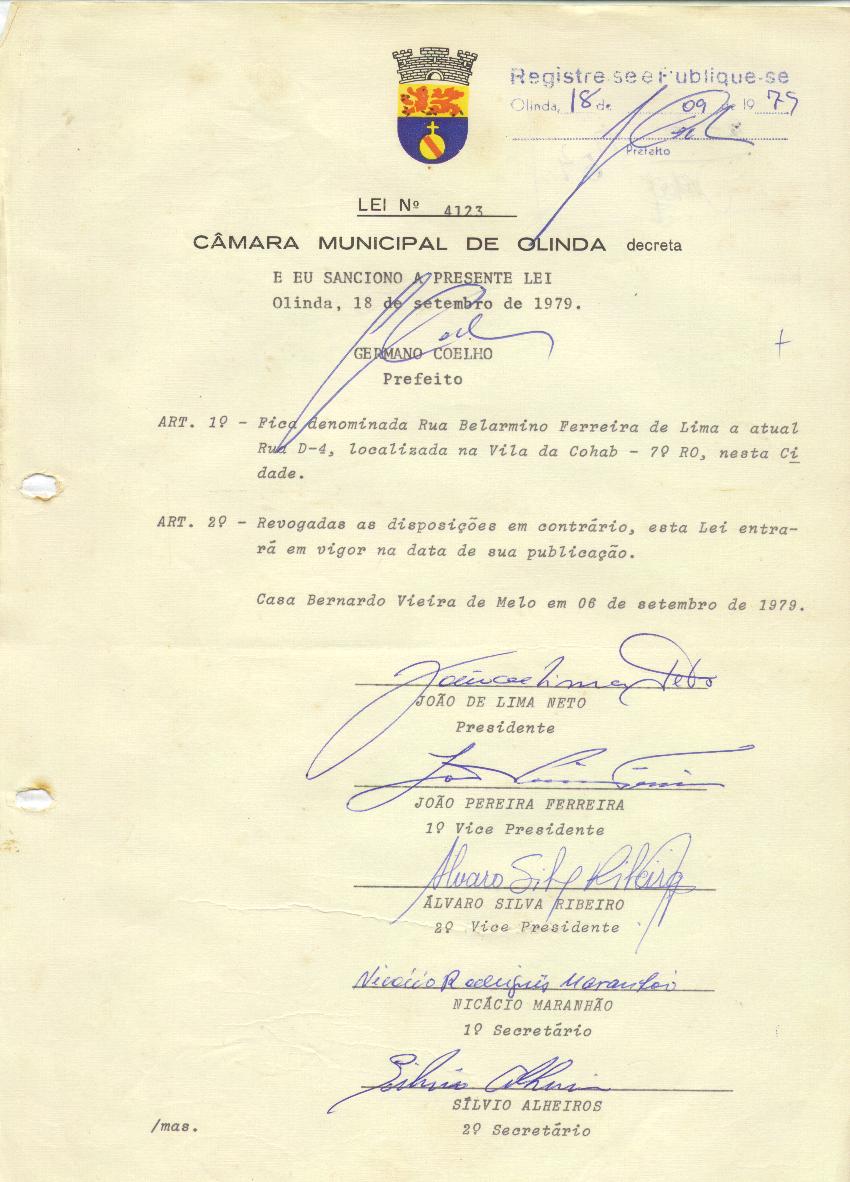 Registre se e Publique-se
Olinda, 18 de 09 de 1979
Prefeito
LEI Nº 4123
CÂMARA MUNICIPAL DE OLINDA decreta
E EU SANCIONO A PRESENTE LEI
Olinda, 18 de setembro de 1979.
GERMANO COELHO
Prefeito
ART. 1º - Fica denominada Rua Belarmino Ferreira de Lima a atual
Rua D-4, localizada na Vila da Cohab - 7º RO, nesta Ci
dade.
ART. 2º - Revogadas as disposições em contrário, esta Lei entra-
rá em vigor na data de sua publicação.
Casa Bernardo Vieira de Melo em 06 de setembro de 1979.
João de Lima Neto
JOÃO DE LIMA NETO
Presidente
JOÃO PEREIRA FERREIRA
1º Vice Presidente
Alvaro Silva Ribeiro
ÁLVARO SILVA RIBEIRO
2º Vice Presidente
Nicácio Rodrigues Maranhão
NICÁCIO MARANHÃO
1º Secretário
Silvio Alheiros
SÍLVIO ALHEIROS
2º Secretário
/mas.